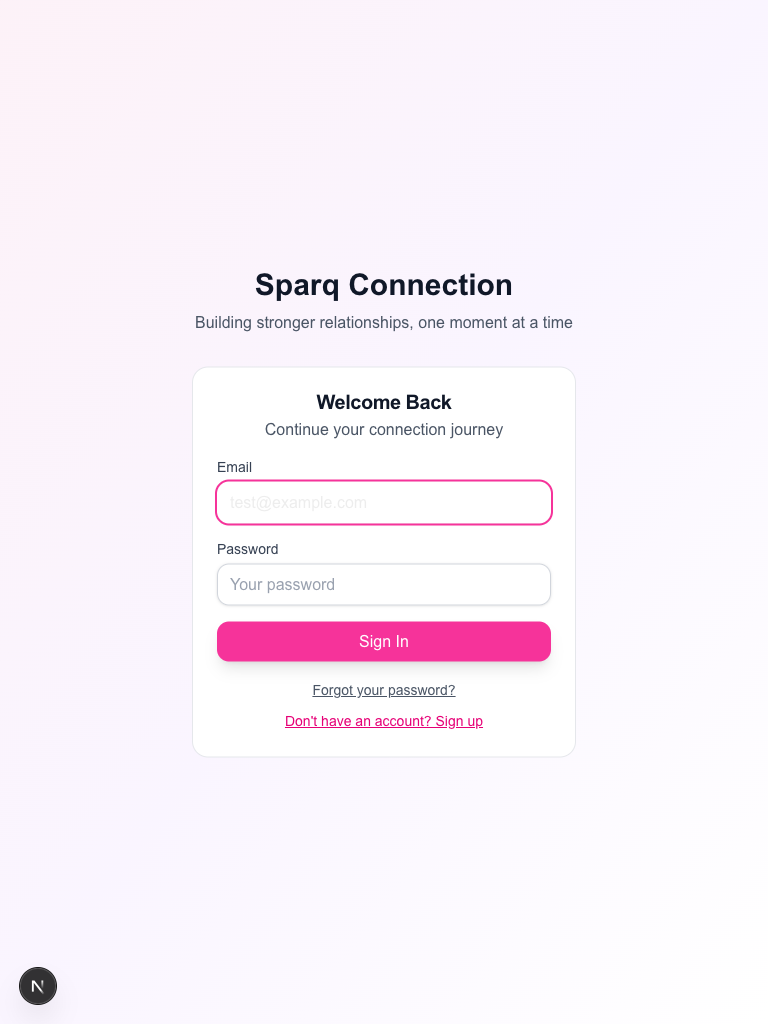 Sparq Connection
Building stronger relationships, one moment at a time
Welcome Back
Continue your connection journey
Email
test@example.com
Password
Your password
Sign In
Forgot your password?
Don't have an account? Sign up
N